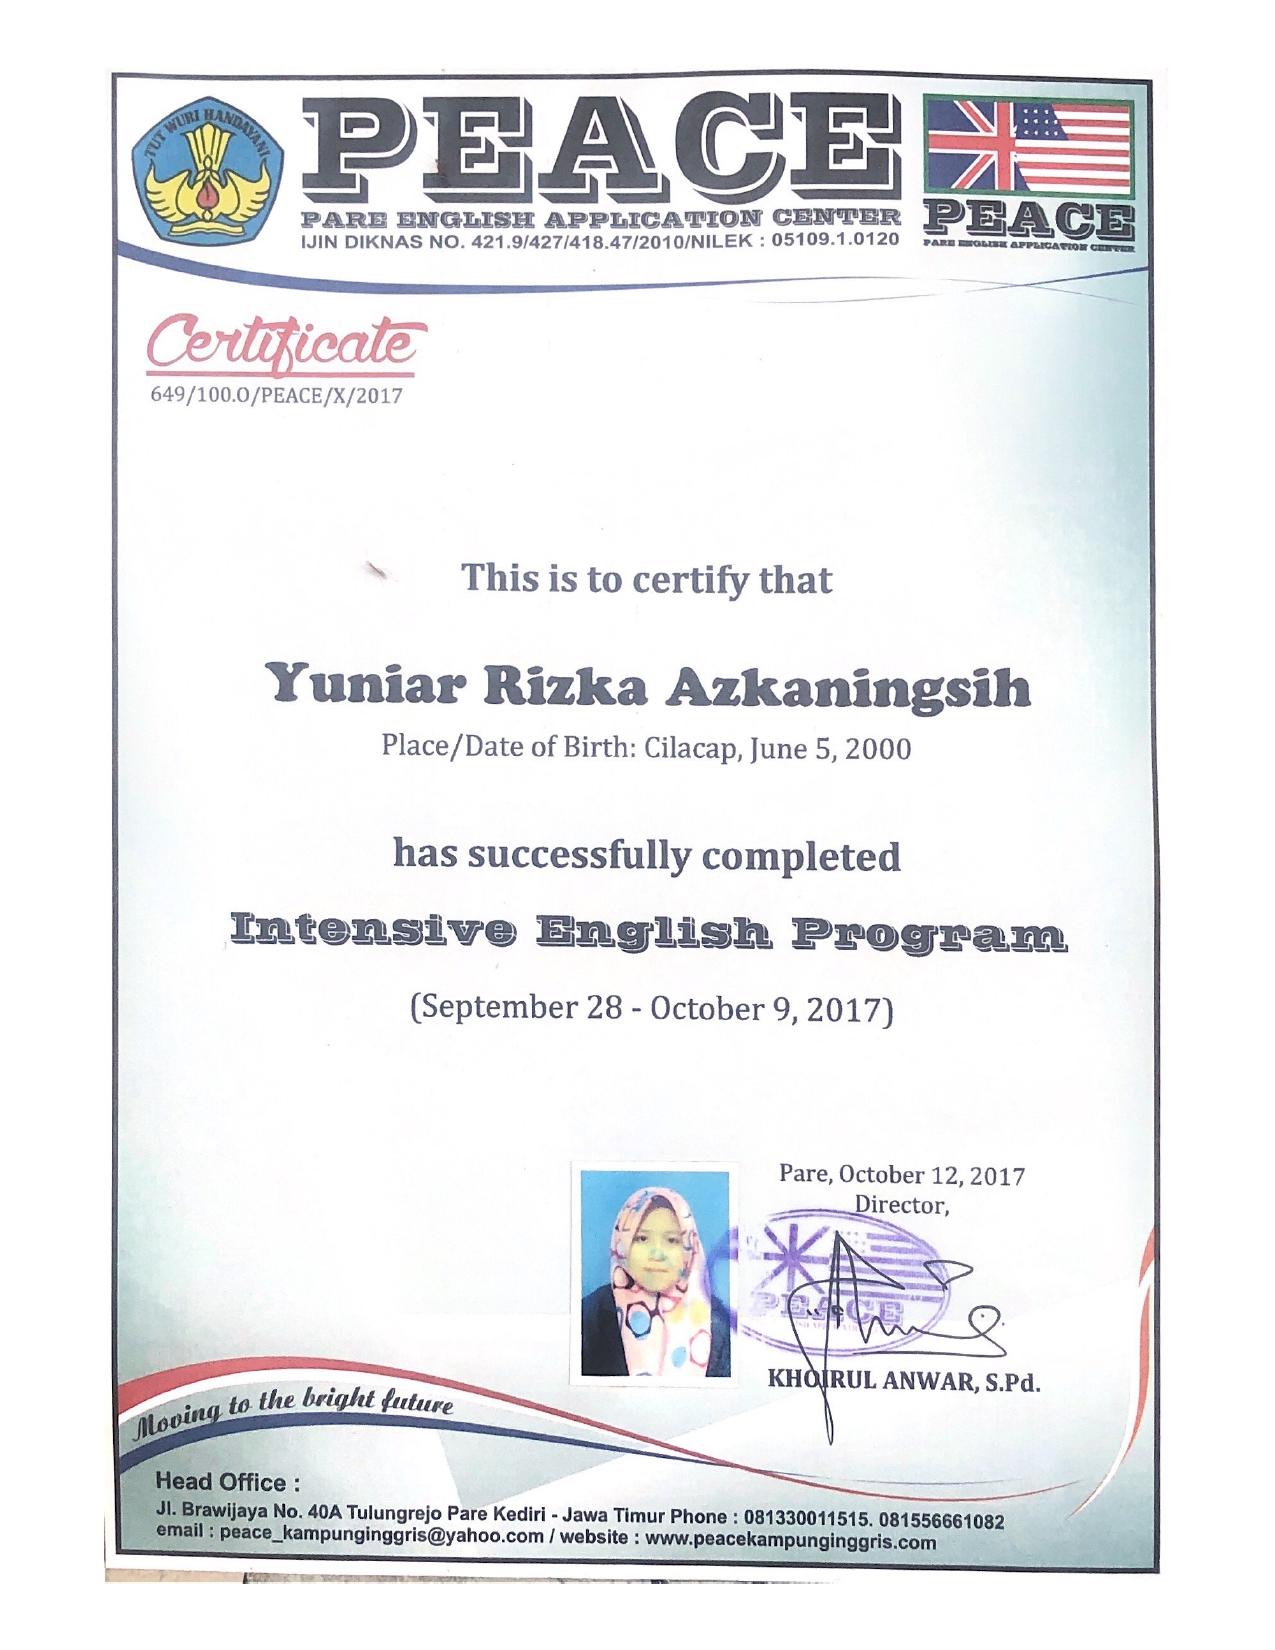 TUT WURI HANDAYANI
PEACE
PARE ENGLISH APPLICATION CENTER
IJIN DIKNAS NO. 421.9/427/418.47/2010/NILEK : 05109.1.0120
PEACE
PARE ENGLISH APPLICATION CENTER
Certificate
649/100.O/PEACE/X/2017
This is to certify that
Yuniar Rizka Azkaningsih
Place/Date of Birth: Cilacap, June 5, 2000
has successfully completed
Intensive English Program
(September 28 - October 9, 2017)
Pare, October 12, 2017
Director,
PEACE
KHOIRUL ANWAR, S.Pd.
Moving to the bright future
Head Office :
Jl. Brawijaya No. 40A Tulungrejo Pare Kediri - Jawa Timur Phone : 081330011515. 081556661082
email : peace_kampunginggris@yahoo.com / website : www.peacekampunginggris.com